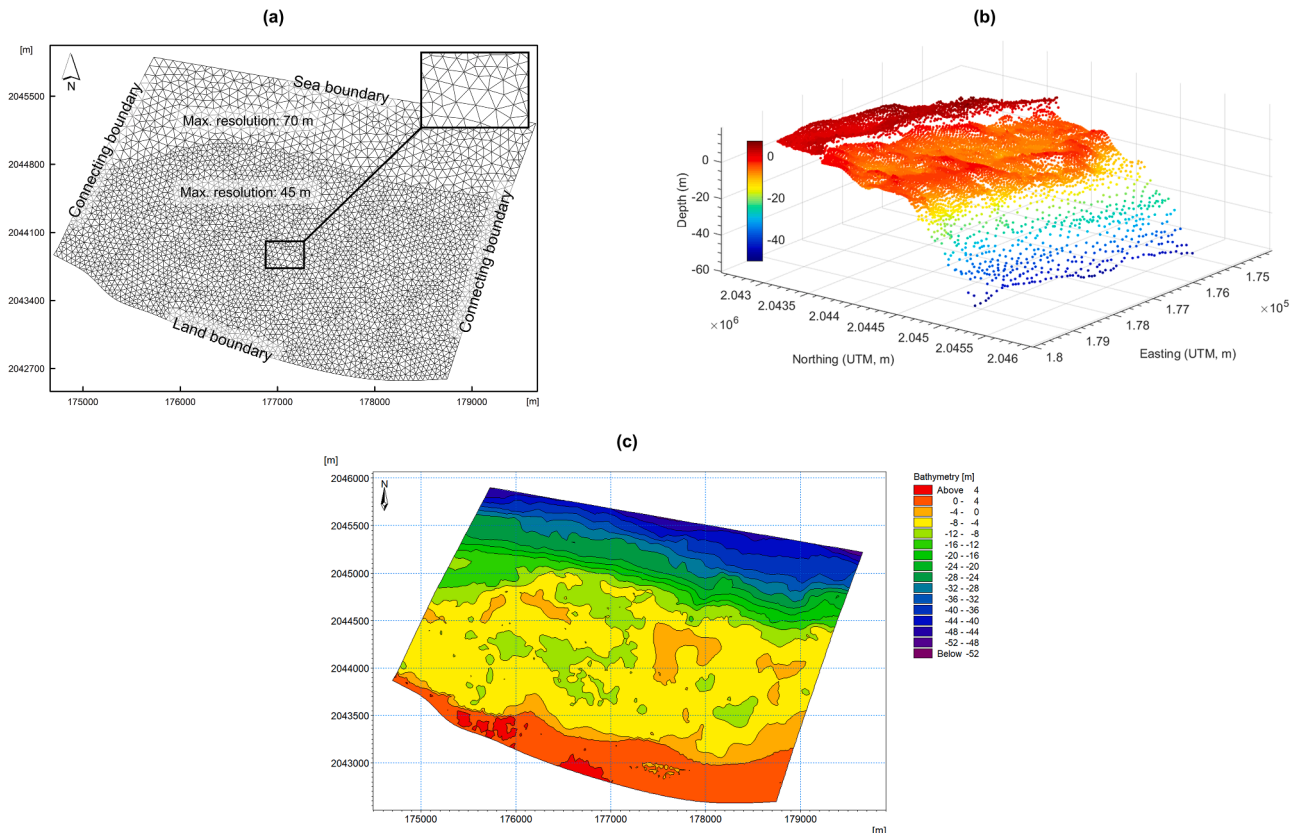 (a)
[m]
N
2045500
2044800
2044100
2043400
2042700
175000 176000 177000 178000 179000 [m]
Sea boundary
Connecting boundary
Max. resolution: 70 m
Max. resolution: 45 m
Connecting boundary
Land boundary
(b)
0
-20
-40
0
-20
-40
-60
Depth (m)
2.043
2.0435
2.044
2.0445
2.045
2.0455
2.046
×10⁶
Northing (UTM, m)
1.8
1.79
1.78
1.77
1.76
1.75
×10⁵
Easting (UTM, m)
(c)
[m]
N
2046000
2045500
2045000
2044500
2044000
2043500
2043000
175000 176000 177000 178000 179000
[m]
Bathymetry [m]
Above 4
0 - 4
-4 - 0
-8 - -4
-12 - -8
-16 - -12
-20 - -16
-24 - -20
-28 - -24
-32 - -28
-36 - -32
-40 - -36
-44 - -40
-48 - -44
-52 - -48
Below -52